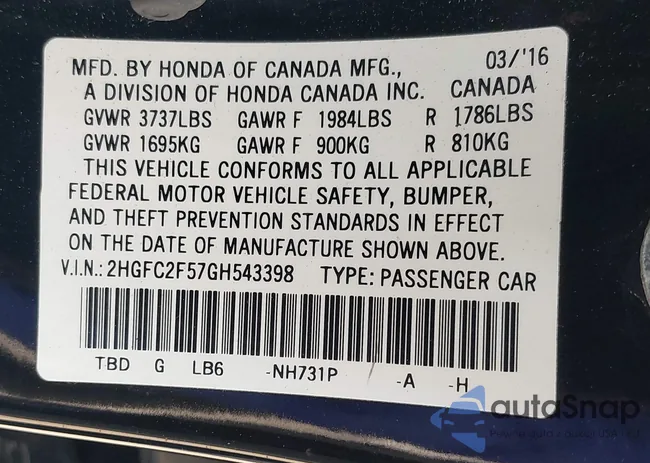 03/'16
MFD. BY HONDA OF CANADA MFG.,
A DIVISION OF HONDA CANADA INC. CANADA
GVWR 3737LBS GAWR F 1984LBS R 1786LBS
GVWR 1695KG GAWR F 900KG R 810KG
THIS VEHICLE CONFORMS TO ALL APPLICABLE
FEDERAL MOTOR VEHICLE SAFETY, BUMPER,
AND THEFT PREVENTION STANDARDS IN EFFECT
ON THE DATE OF MANUFACTURE SHOWN ABOVE.
V.I.N.: 2HGFC2F57GH543398 TYPE: PASSENGER CAR
TBD G LB6 -NH731P -A -H
autoSnap